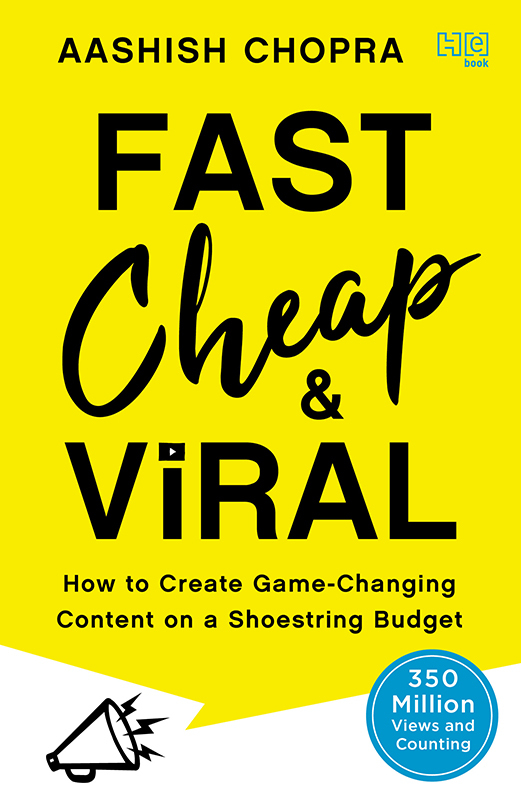 AASHISH CHOPRA
H[e]
book
FAST
Cheap
&
ViRAL
How to Create Game-Changing
Content on a Shoestring Budget
350
Million
Views and
Counting